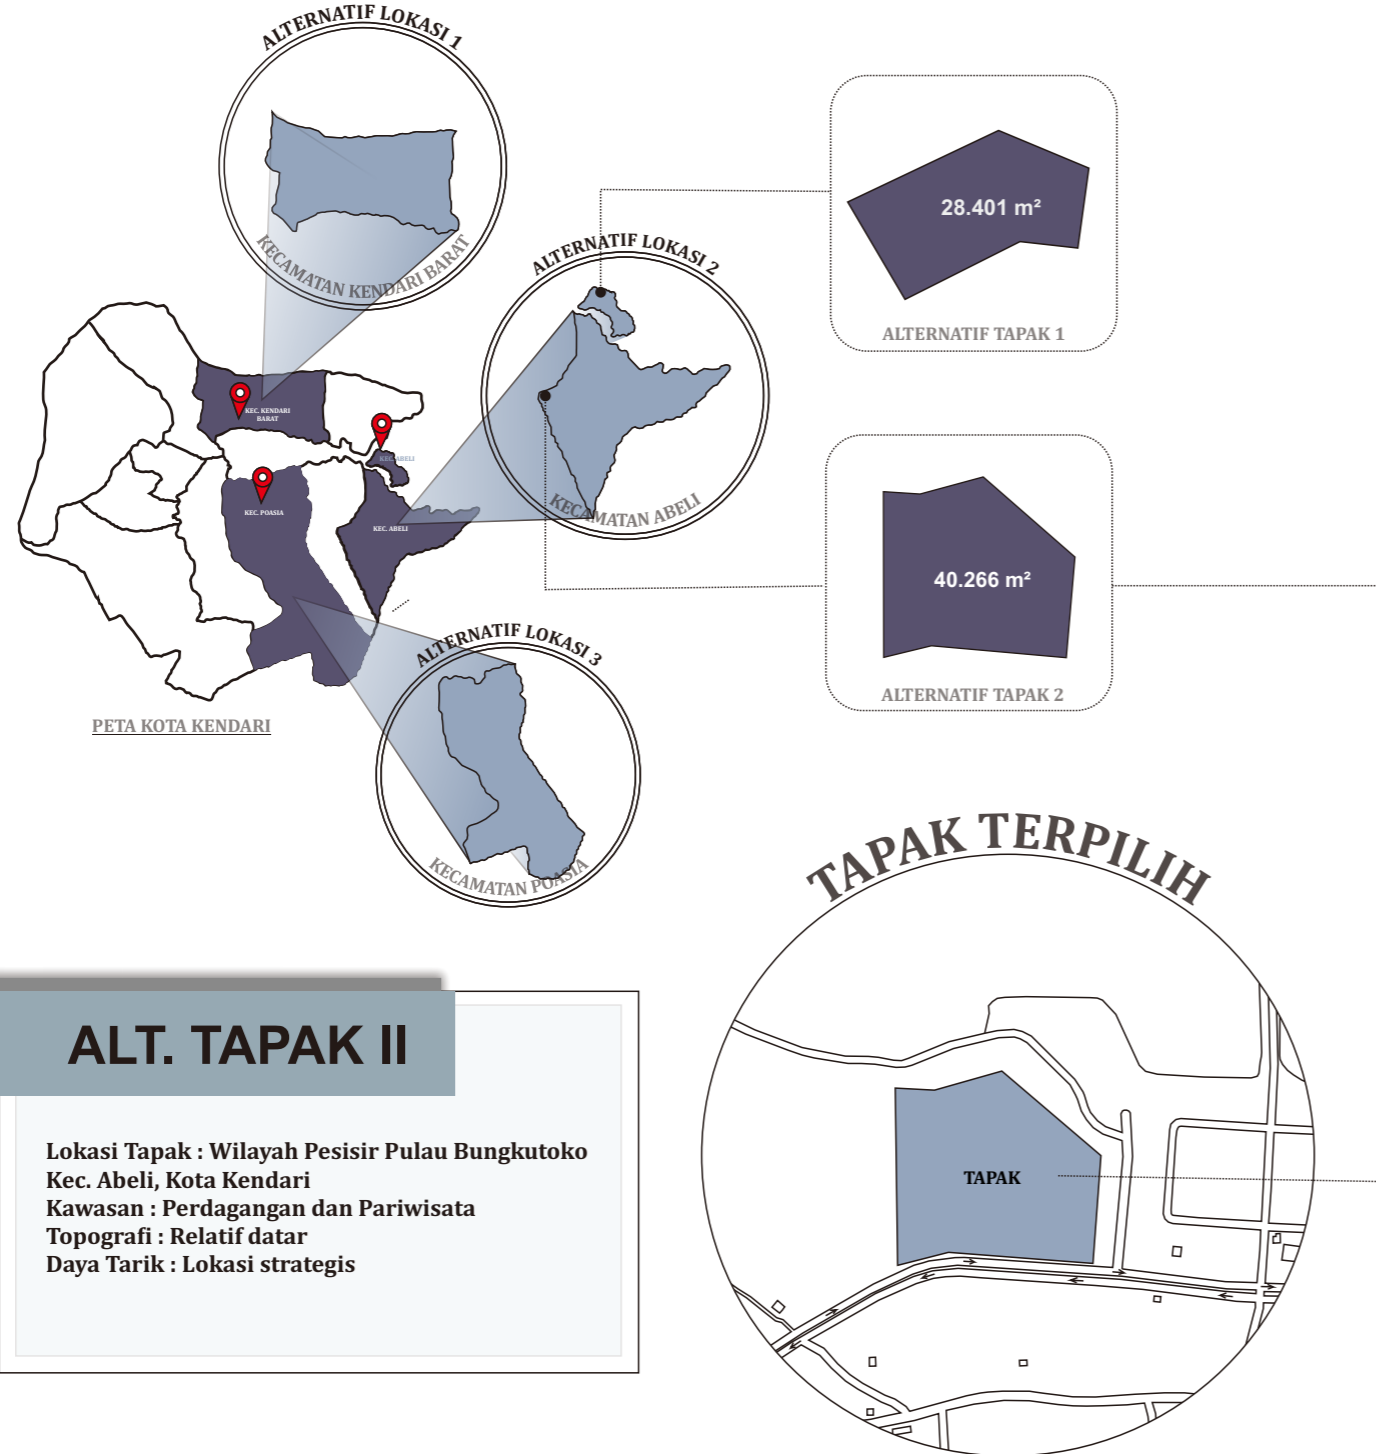 ALTERNATIF LOKASI 1
KECAMATAN KENDARI BARAT
ALTERNATIF LOKASI 2
KECAMATAN ABELI
28.401 m²
ALTERNATIF TAPAK 1
KEC. KENDARI
BARAT
KEC. ABELI
KEC. POASIA
KEC. ABELI
40.266 m²
ALTERNATIF TAPAK 2
PETA KOTA KENDARI
ALTERNATIF LOKASI 3
KECAMATAN POASIA
TAPAK TERPILIH
TAPAK
ALT. TAPAK II
Lokasi Tapak : Wilayah Pesisir Pulau Bungkutoko
Kec. Abeli, Kota Kendari
Kawasan : Perdagangan dan Pariwisata
Topografi : Relatif datar
Daya Tarik : Lokasi strategis